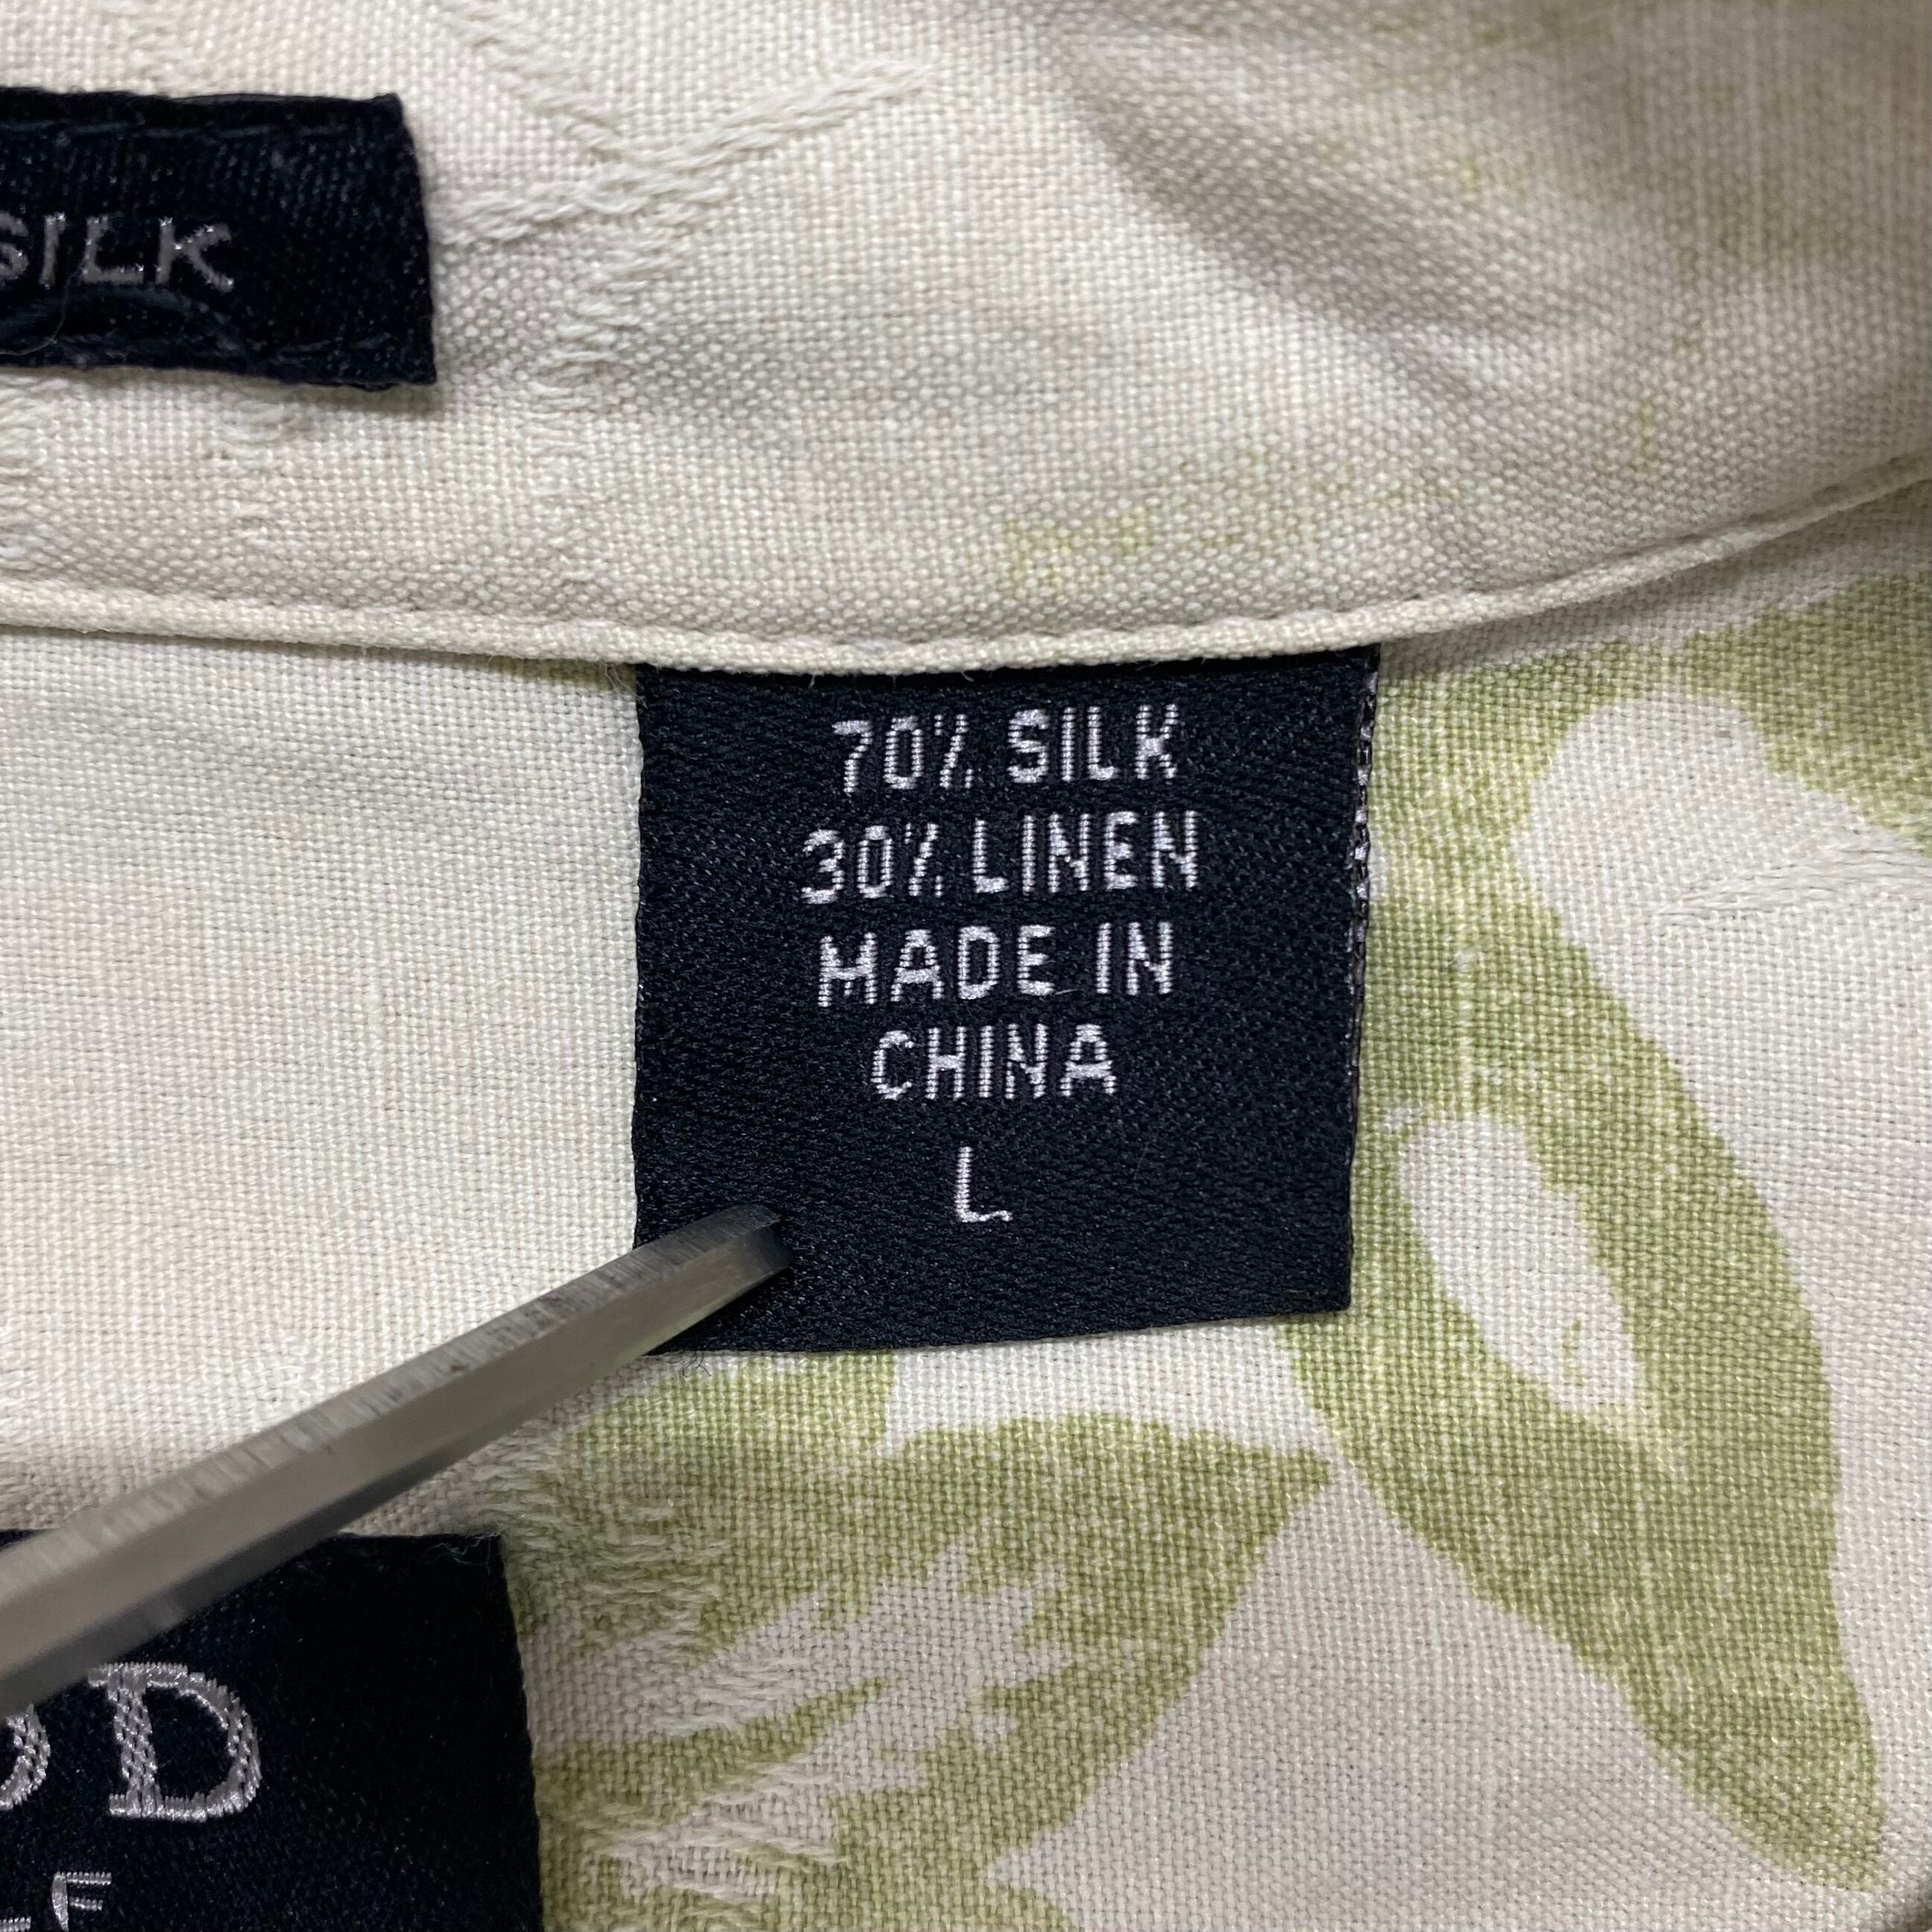 SILK
70% SILK
30% LINEN
MADE IN
CHINA
L